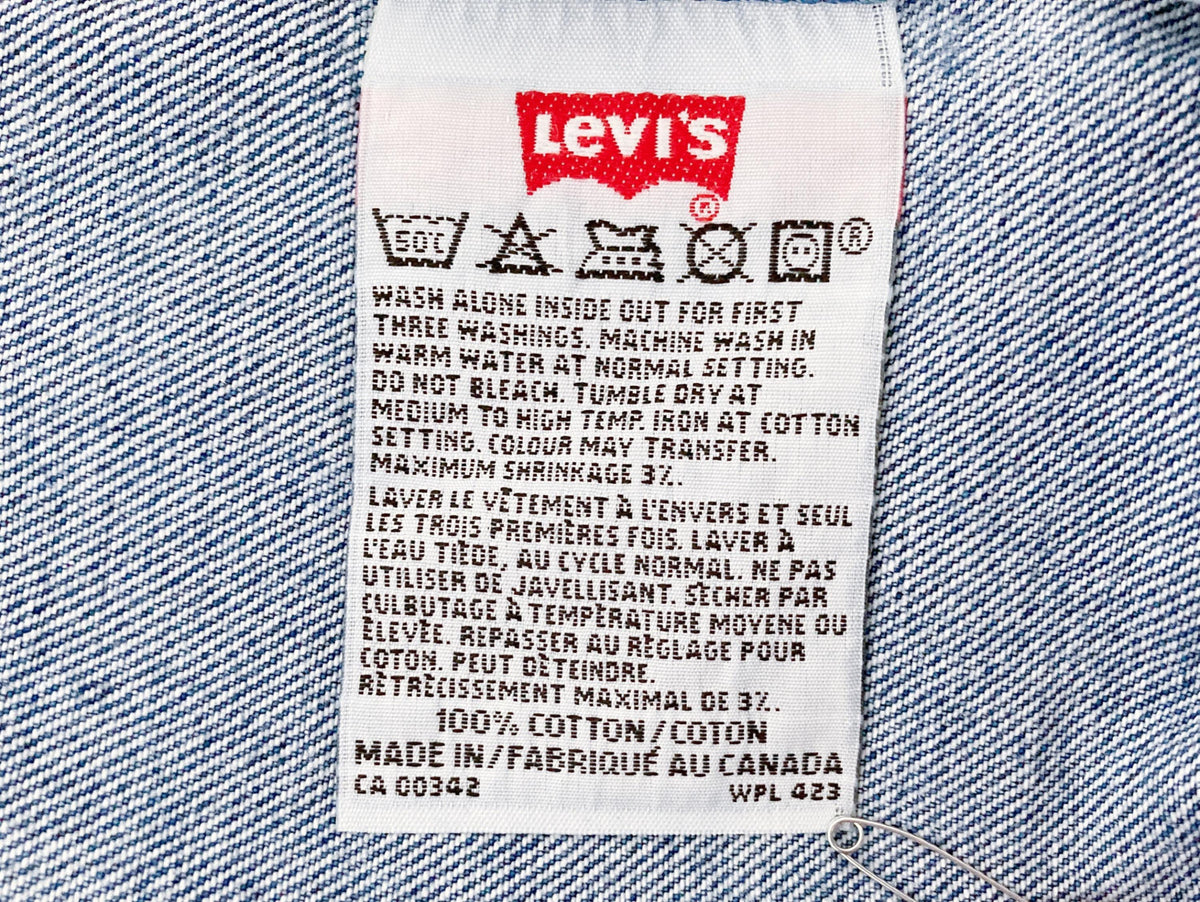 Levi's
®
50°C
®
WASH ALONE INSIDE OUT FOR FIRST
THREE WASHINGS. MACHINE WASH IN
WARM WATER AT NORMAL SETTING.
DO NOT BLEACH. TUMBLE DRY AT
MEDIUM TO HIGH TEMP. IRON AT COTTON
SETTING. COLOUR MAY TRANSFER.
MAXIMUM SHRINKAGE 3%.
LAVER LE VÊTEMENT À L'ENVERS ET SEUL
LES TROIS PREMIÈRES FOIS. LAVER À
L'EAU TIÈDE, AU CYCLE NORMAL. NE PAS
UTILISER DE JAVELLISANT. SÉCHER PAR
CULBUTAGE À TEMPÉRATURE MOYENE OU
ÉLEVÉE. REPASSER AU RÉGLAGE POUR
COTON. PEUT DÉTEINDRE.
RÉTRÉCISSEMENT MAXIMAL DE 3%.
100% COTTON/COTON
MADE IN/FABRIQUÉ AU CANADA
CA 00342 WPL 423